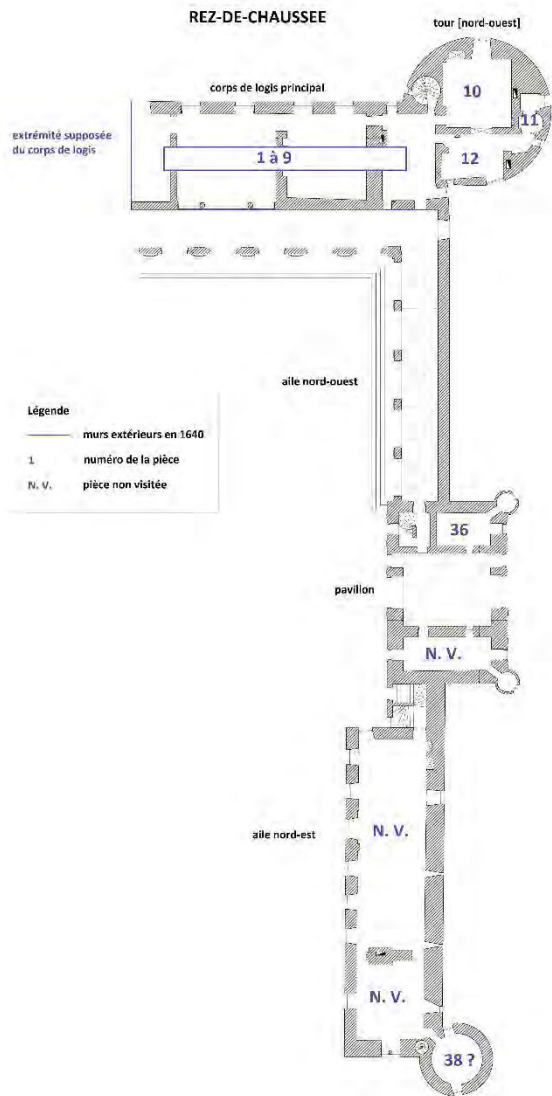 REZ-DE-CHAUSSEE
tour [nord-ouest]
corps de logis principal
10
11
extrémité supposée
du corps de logis
1 à 9
12
aile nord-ouest
Légende
murs extérieurs en 1640
1 numéro de la pièce
N. V. pièce non visitée
36
pavillon
N. V.
aile nord-est
N. V.
N. V.
38 ?